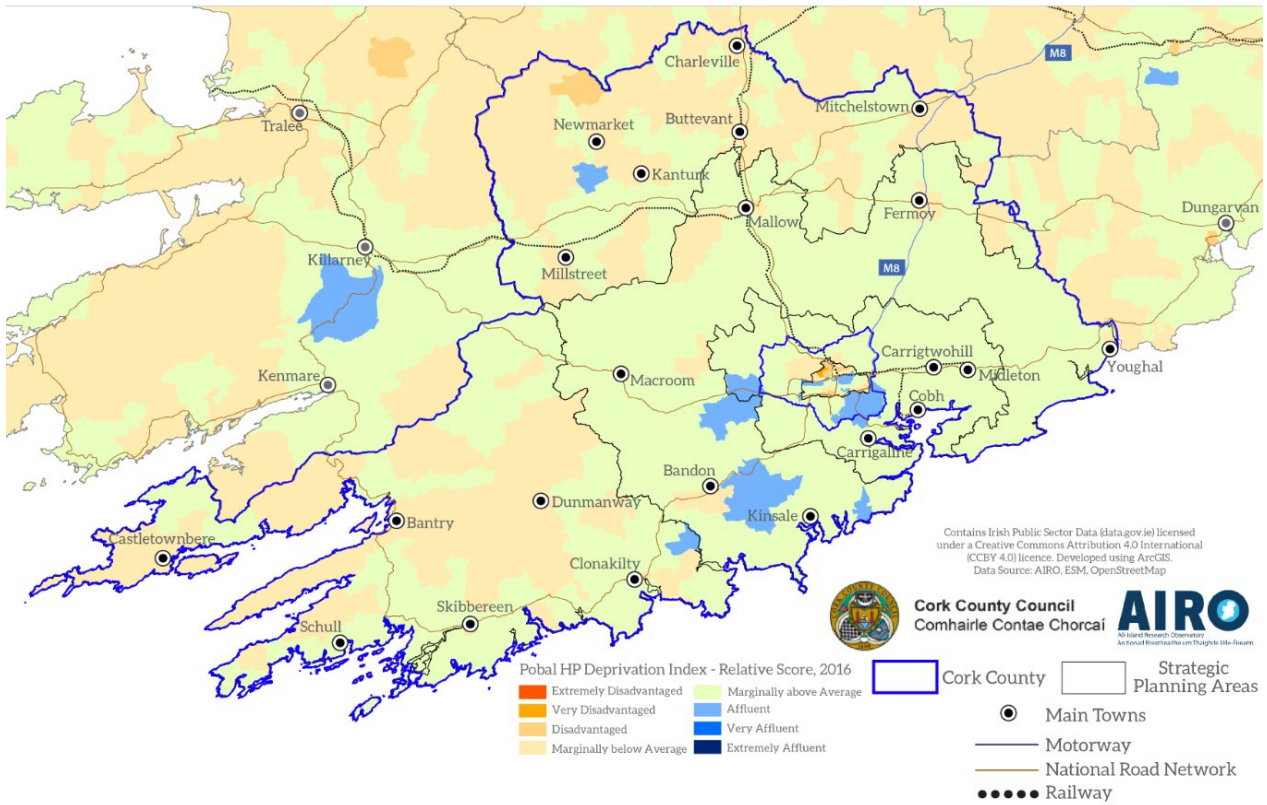 M8
Charleville
Mitchelstown
Tralee
Newmarket
Buttevant
Kanturk
Mallow
Fermoy
Dungarvan
Killarney
Millstreet
M8
Kenmare
Macroom
Carrigtwohill
Midleton
Youghal
Cobh
Carrigaline
Bandon
Bantry
Dunmanway
Kinsale
Castletownbere
Clonakilty
Skibbereen
Schull
Contains Irish Public Sector Data (data.gov.ie) licensed
under a Creative Commons Attribution 4.0 International
(CCBY 4.0) licence. Developed using ArcGIS.
Data Source: AIRO, ESM, OpenStreetMap
Cork County Council
Comhairle Contae Chorcaí
AIRO
All-Island Research Observatory
Pobal HP Deprivation Index - Relative Score, 2016
Extremely Disadvantaged
Very Disadvantaged
Disadvantaged
Marginally below Average
Marginally above Average
Affluent
Very Affluent
Extremely Affluent
Cork County
Strategic
Planning Areas
Main Towns
Motorway
National Road Network
Railway